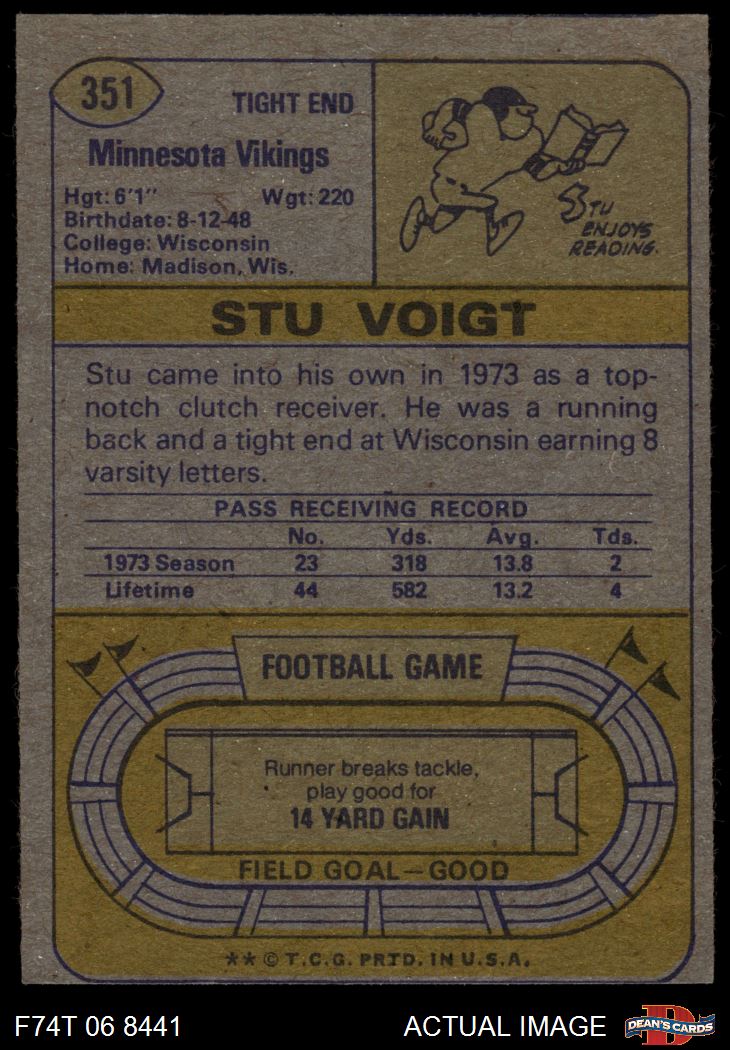 351
TIGHT END
Minnesota Vikings
Hgt: 6'1" Wgt: 220
Birthdate: 8-12-48
College: Wisconsin
Home: Madison, Wis.
STU
ENJOYS
READING.
STU VOIGT
Stu came into his own in 1973 as a top-
notch clutch receiver. He was a running
back and a tight end at Wisconsin earning 8
varsity letters.
PASS RECEIVING RECORD
No. Yds. Avg. Tds.
1973 Season 23 318 13.8 2
Lifetime 44 582 13.2 4
FOOTBALL GAME
Runner breaks tackle,
play good for
14 YARD GAIN
FIELD GOAL—GOOD
** © T.C.G. PRTD. IN U.S.A.
F74T 06 8441 ACTUAL IMAGE DEAN'S CARDS